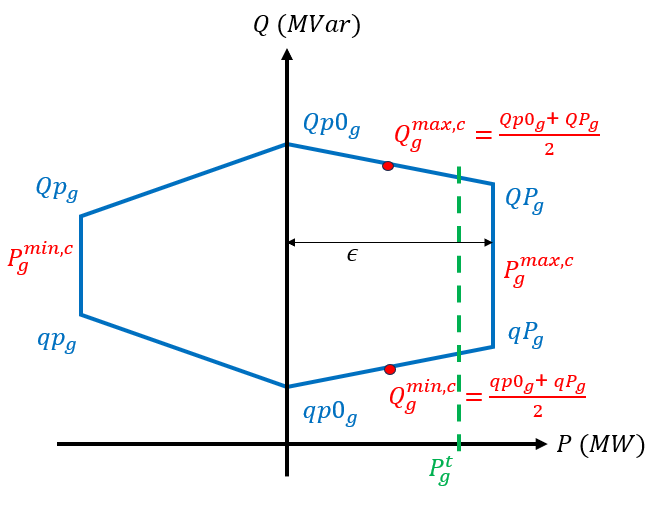 Q (MVar)
Qp0_g
Q_g^{max,c} = \frac{Qp0_g + QP_g}{2}
Qp_g
QP_g
P_g^{min,c}
ϵ
P_g^{max,c}
qp_g
qP_g
qp0_g
Q_g^{min,c} = \frac{qp0_g + qP_g}{2}
P (MW)
P_g^t